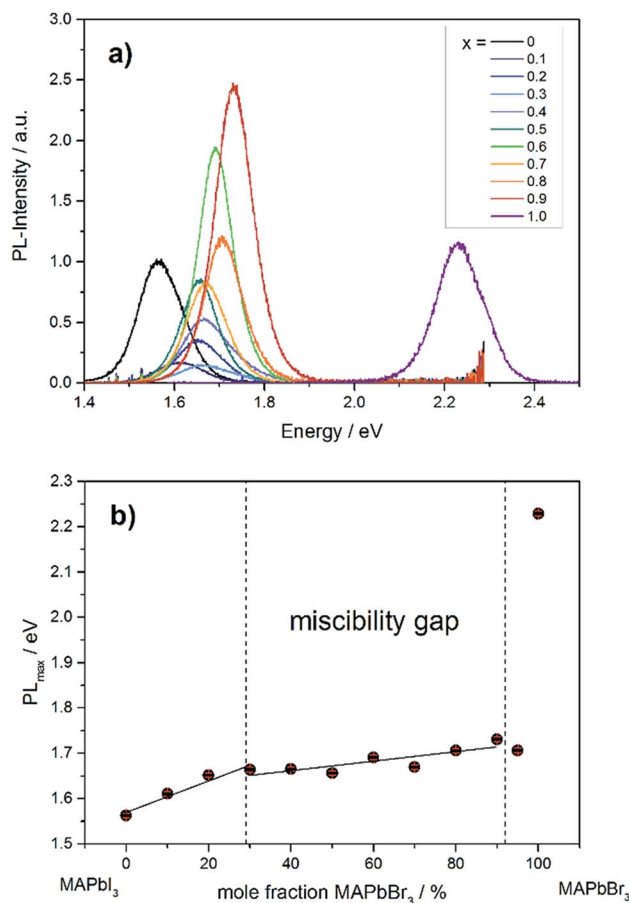 a)
PL-Intensity / a.u.
3.0
2.5
2.0
1.5
1.0
0.5
0.0
x =
0
0.1
0.2
0.3
0.4
0.5
0.6
0.7
0.8
0.9
1.0
1.4 1.6 1.8 2.0 2.2 2.4
Energy / eV
b)
PLmax / eV
2.3
2.2
2.1
2.0
1.9
1.8
1.7
1.6
1.5
miscibility gap
0 20 40 60 80 100
MAPbI3 mole fraction MAPbBr3 / % MAPbBr3